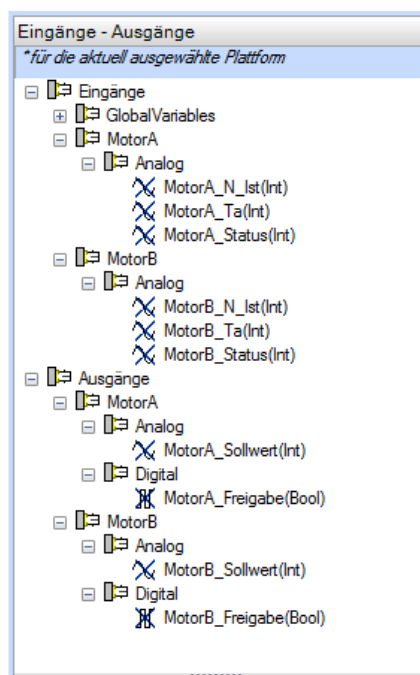 Eingänge - Ausgänge
*für die aktuell ausgewählte Plattform
Eingänge
GlobalVariables
MotorA
Analog
MotorA_N_Ist(Int)
MotorA_Ta(Int)
MotorA_Status(Int)
MotorB
Analog
MotorB_N_Ist(Int)
MotorB_Ta(Int)
MotorB_Status(Int)
Ausgänge
MotorA
Analog
MotorA_Sollwert(Int)
Digital
MotorA_Freigabe(Bool)
MotorB
Analog
MotorB_Sollwert(Int)
Digital
MotorB_Freigabe(Bool)